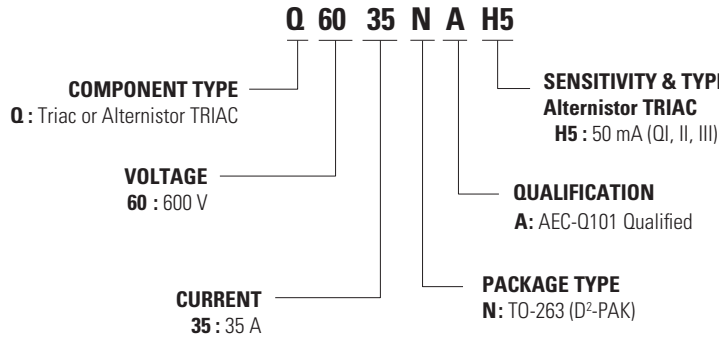 Q 60 35 N A H5
COMPONENT TYPE
Q : Triac or Alternistor TRIAC
VOLTAGE
60 : 600 V
CURRENT
35 : 35 A
SENSITIVITY &
Alternistor TRIAC
H5 : 50 mA (QI, II, III)
QUALIFICATION
A: AEC-Q101 Qualified
PACKAGE TYPE
N: TO-263 (D²-PAK)